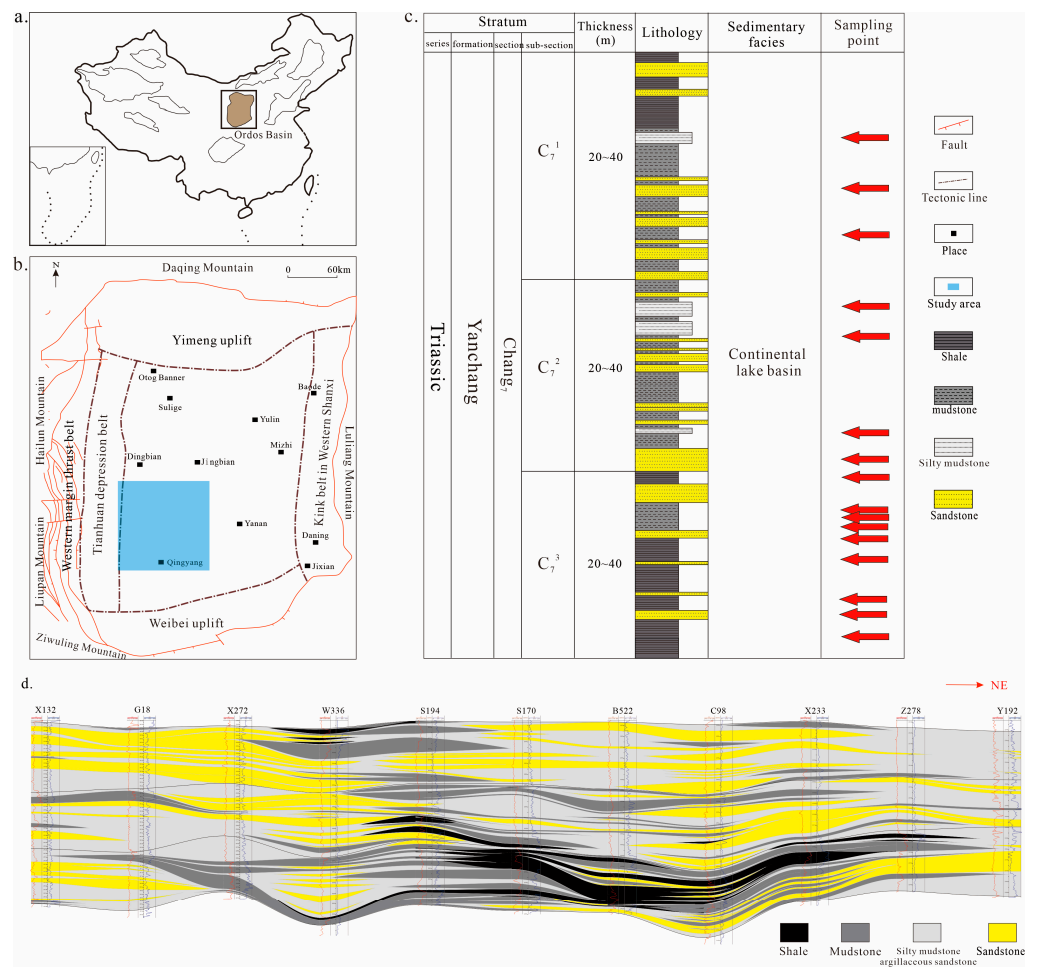 a.
Ordos Basin
b.
N
Daqing Mountain
0 60km
Yimeng uplift
Otog Banner
Sulige
Baode
Yulin
Mizhi
Dingbian
Jingbian
Yanan
Daning
Qingyang
Jixian
Weibei uplift
Hailun Mountain
Liupan Mountain
Western margin thrust belt
Tianhuan depression belt
Kink belt in Western Shanxi
Luliang Mountain
Ziwuling Mountain
c.
Stratum
series formation section sub-section
Thickness
(m)
Lithology
Sedimentary
facies
Sampling
point
Triassic
Yanchang
Chang7
C7^1
20~40
C7^2
20~40
C7^3
20~40
Continental
lake basin
Fault
Tectonic line
Place
Study area
Shale
mudstone
Silty mudstone
Sandstone
d.
NE
X132 G18 X272 W336 S194 S170 B522 C98 X233 Z278 Y192
Shale
Mudstone
Silty mudstone
argillaceous sandstone
Sandstone